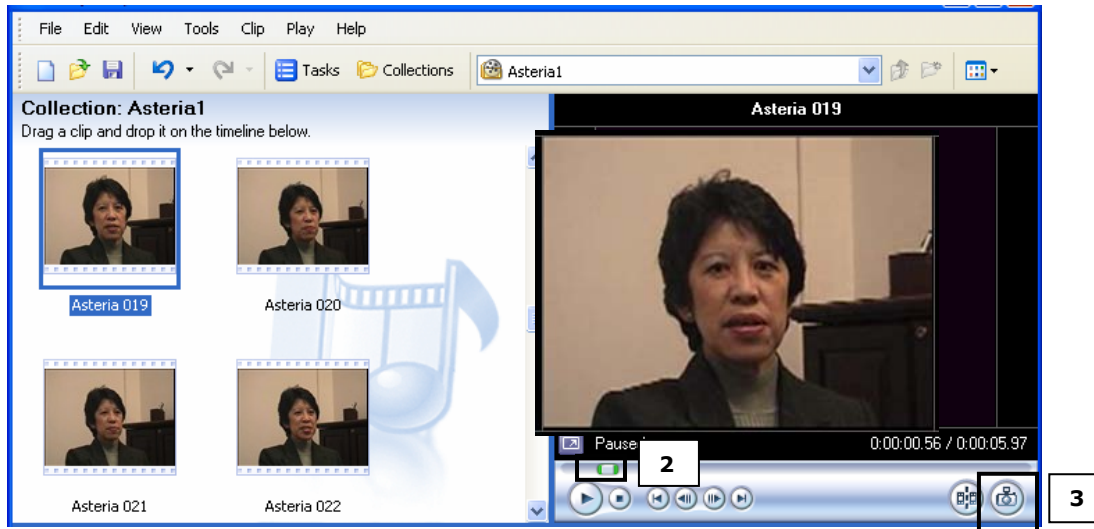 File Edit View Tools Clip Play Help
Tasks Collections Asteria1
Collection: Asteria1
Drag a clip and drop it on the timeline below.
Asteria 019
Asteria 019
Asteria 020
Paused
0:00:00.56 / 0:00:05.97
2
3
Asteria 021
Asteria 022